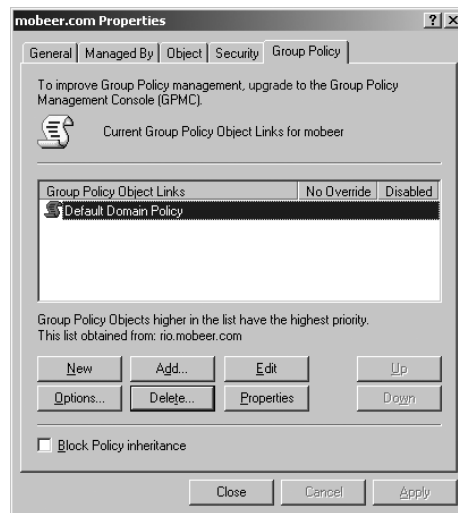 mobeer.com Properties
General Managed By Object Security Group Policy
To improve Group Policy management, upgrade to the Group Policy
Management Console (GPMC).
Current Group Policy Object Links for mobeer
Group Policy Object Links No Override Disabled
Default Domain Policy
Group Policy Objects higher in the list have the highest priority.
This list obtained from: rio.mobeer.com
New Add... Edit Up
Options... Delete... Properties Down
Block Policy inheritance
Close Cancel Apply